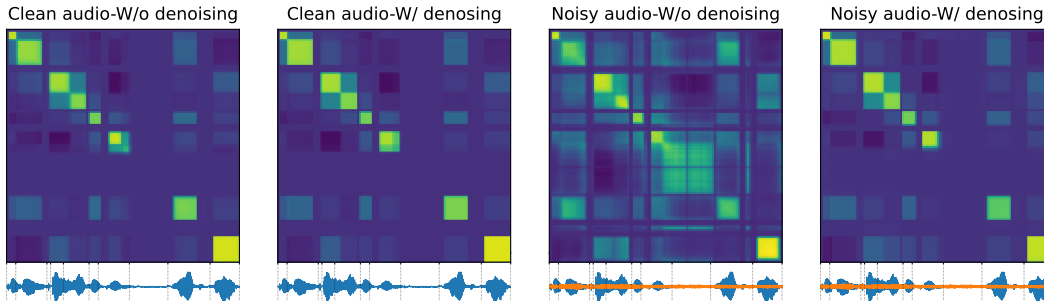 Clean audio-W/o denoising
Clean audio-W/ denosing
Noisy audio-W/o denoising
Noisy audio-W/ denosing